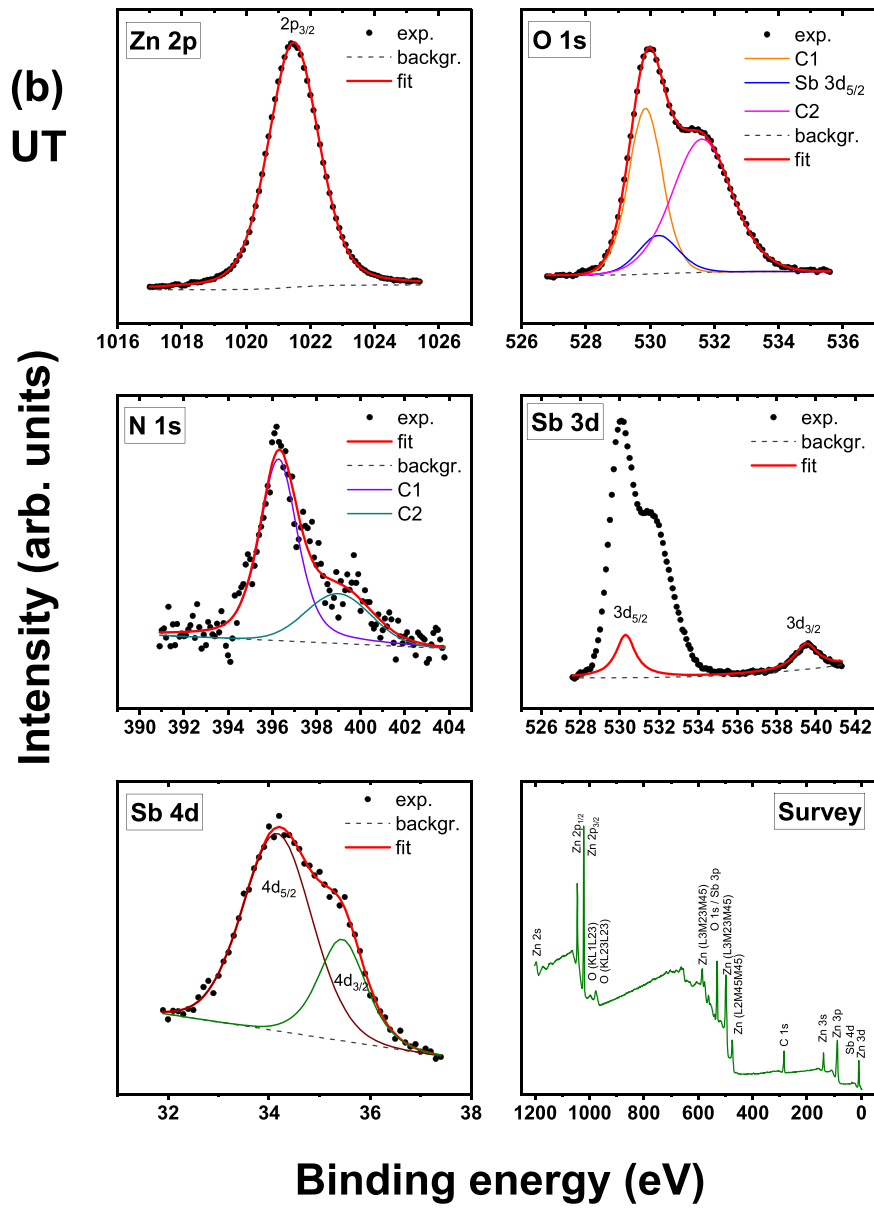 (b)
UT
Zn 2p
2p3/2
exp.
backgr.
fit
1016 1018 1020 1022 1024 1026
O 1s
exp.
C1
Sb 3d5/2
C2
backgr.
fit
526 528 530 532 534 536
Intensity (arb. units)
N 1s
exp.
fit
backgr.
C1
C2
390 392 394 396 398 400 402 404
Sb 3d
exp.
backgr.
fit
3d5/2
3d3/2
526 528 530 532 534 536 538 540 542
Sb 4d
exp.
backgr.
fit
4d5/2
4d3/2
32 34 36 38
Survey
Zn 2s
Zn 2p1/2
Zn 2p3/2
O (KL1L23)
O (KL23L23)
Zn (L3M23M45)
O 1s / Sb 3p
Zn (L3M23M45)
Zn (L2M45M45)
C 1s
Zn 3s
Zn 3p
Sb 4d
Zn 3d
1200 1000 800 600 400 200 0
Binding energy (eV)